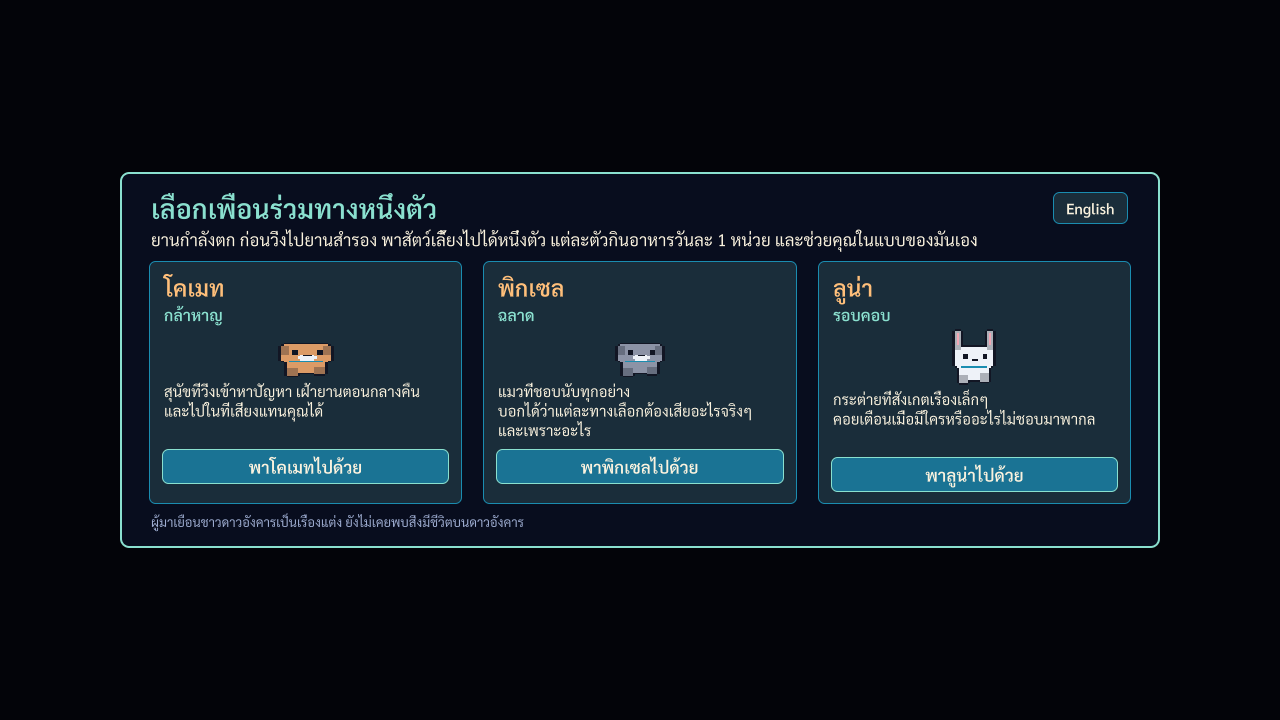 เลือกเพื่อนร่วมทางหนึ่งตัว
English
ยานกำลังตก ก่อนวิ่งไปยานสำรอง พาสัตว์เลี้ยงไปได้หนึ่งตัว แต่ละตัวกินอาหารวันละ 1 หน่วย และช่วยคุณในแบบของมันเอง
โคเมท
กล้าหาญ
สุนัขที่วิ่งเข้าหาปัญหา เฝ้ายานตอนกลางคืน
และไปในที่เสี่ยงแทนคุณได้
พาโคเมทไปด้วย
พิกเซล
ฉลาด
แมวที่ชอบนับทุกอย่าง
บอกได้ว่าแต่ละทางเลือกต้องเสียอะไรจริงๆ
และเพราะอะไร
พาพิกเซลไปด้วย
ลูน่า
รอบคอบ
กระต่ายที่สังเกตเรื่องเล็กๆ
คอยเตือนเมื่อมีใครหรืออะไรไม่ชอบมาพากล
พาลูน่าไปด้วย
ผู้มาเยือนชาวดาวอังคารเป็นเรื่องแต่ง ยังไม่เคยพบสิ่งมีชีวิตบนดาวอังคาร